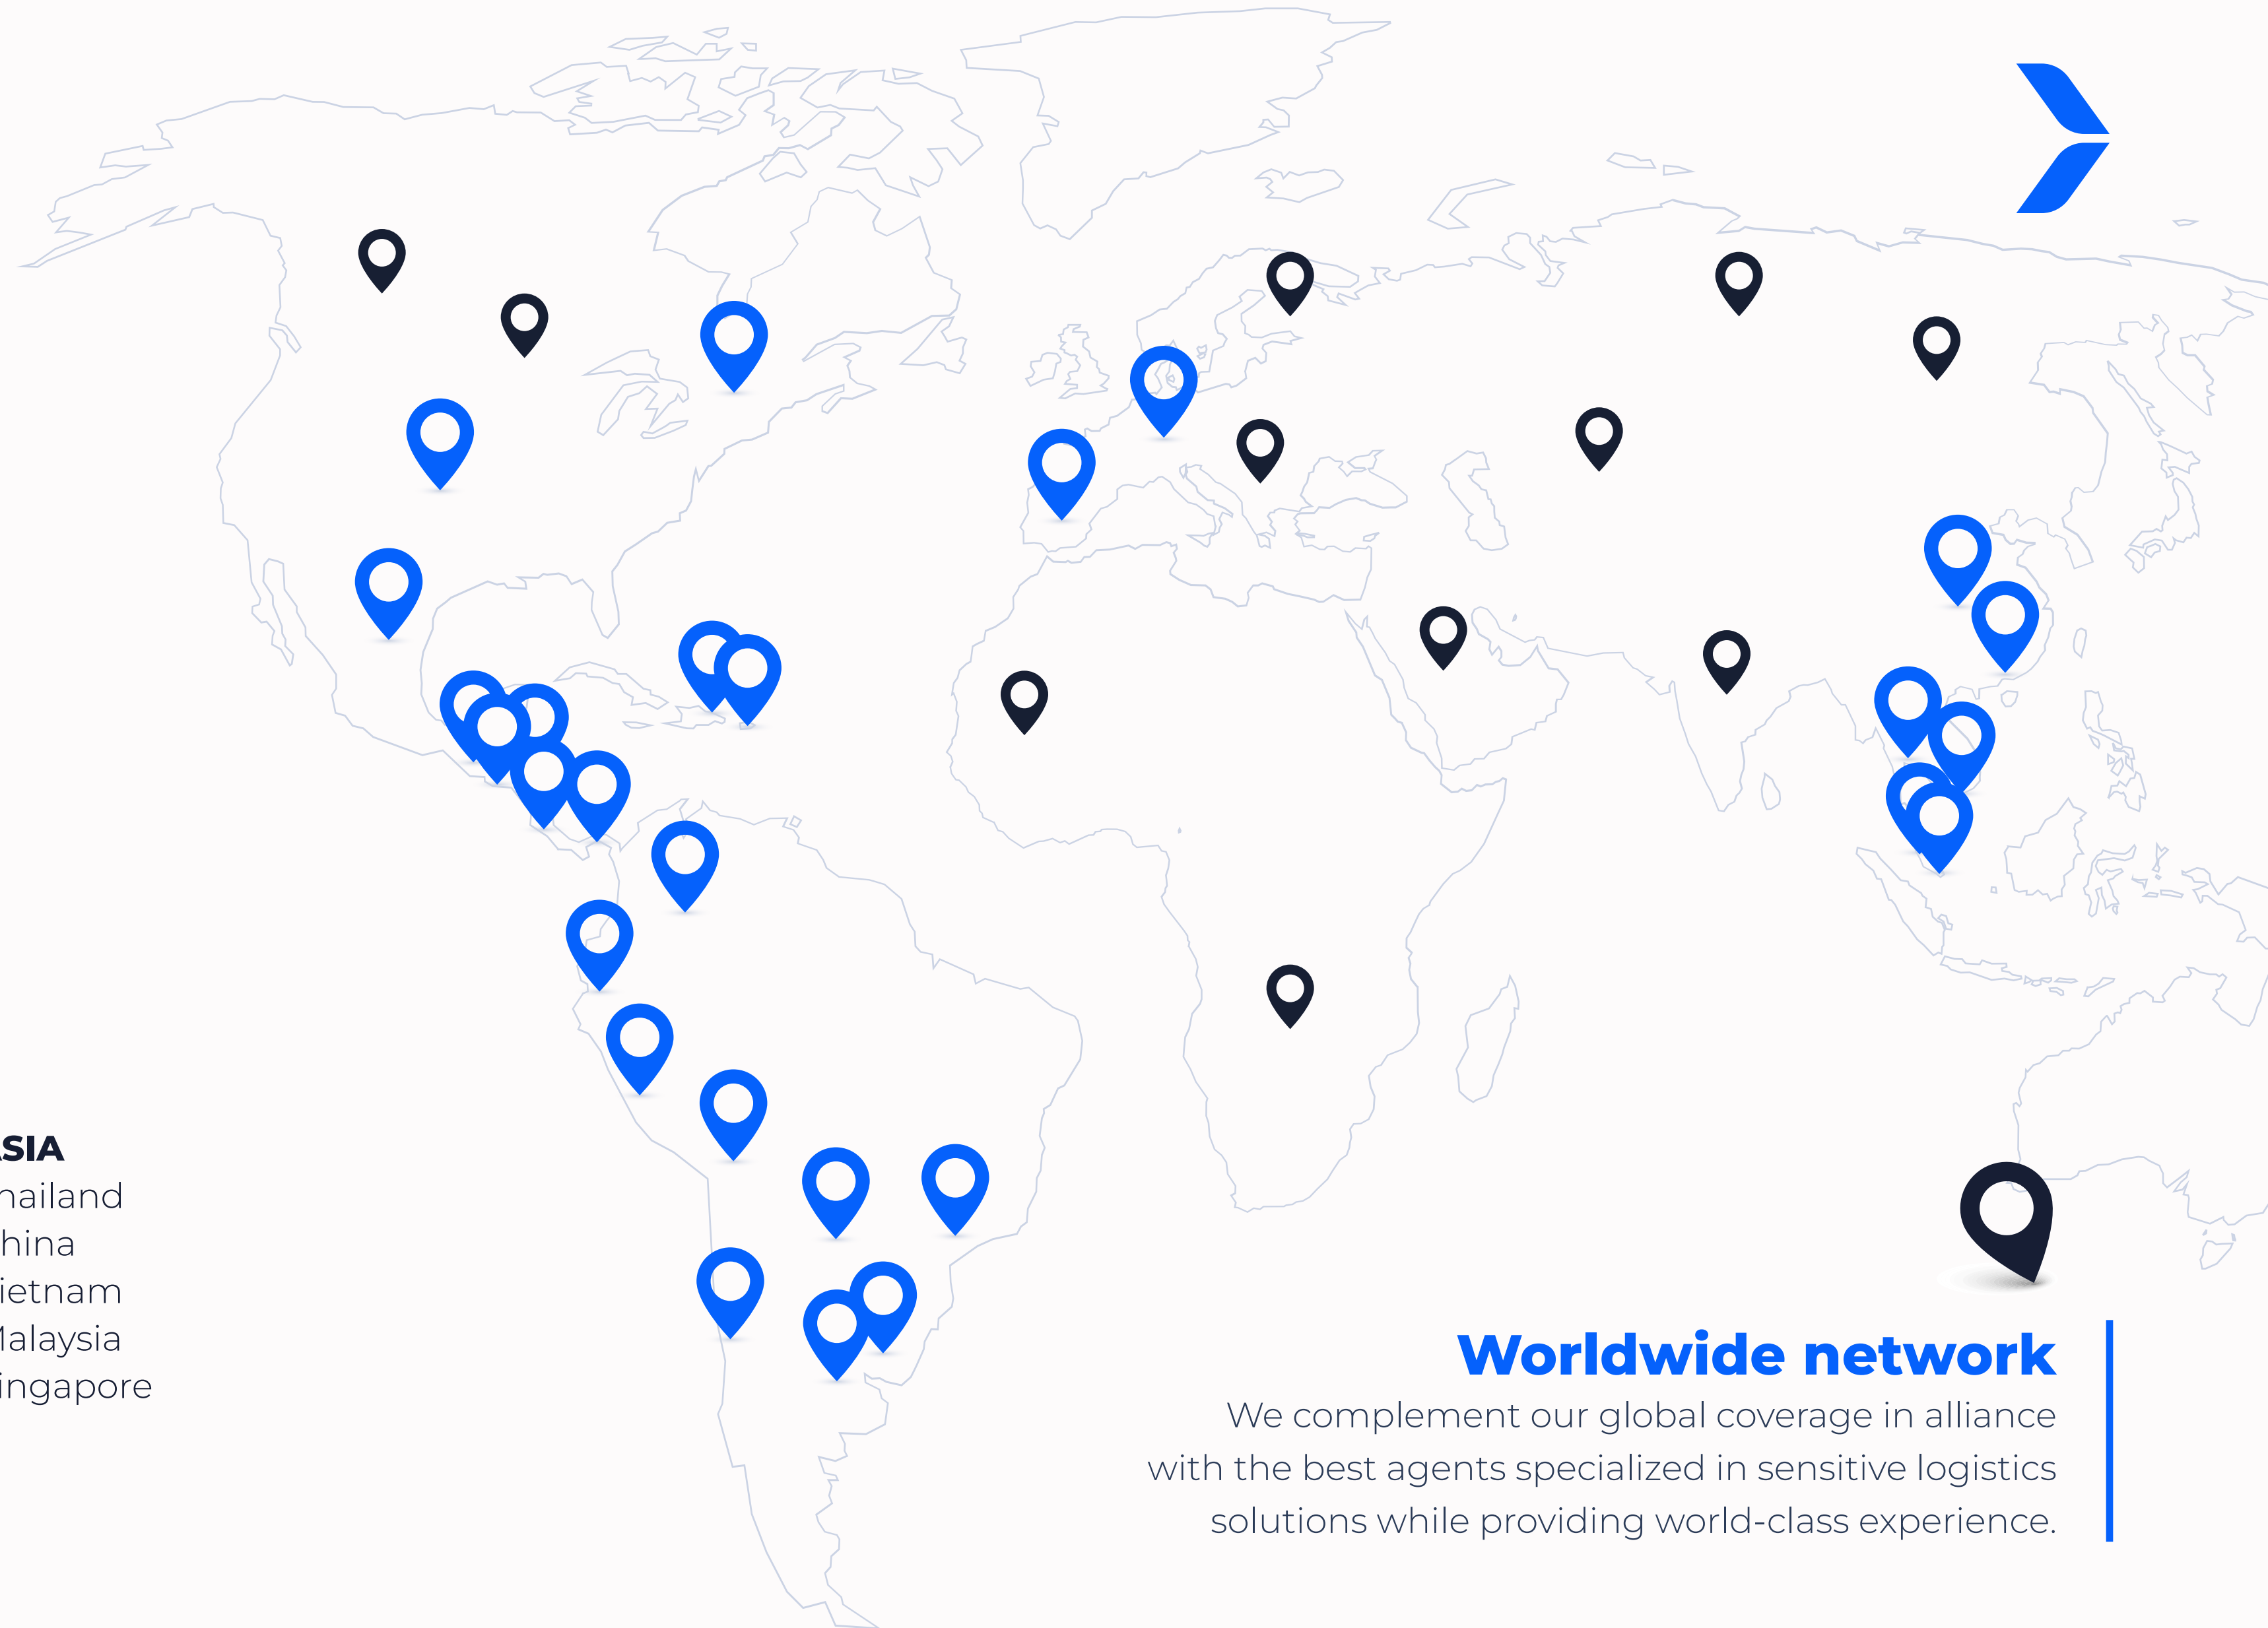 SIA
hailand
hina
ietnam
alaysia
ingapore
Worldwide network
We complement our global coverage in alliance
with the best agents specialized in sensitive logistics
solutions while providing world-class experience.